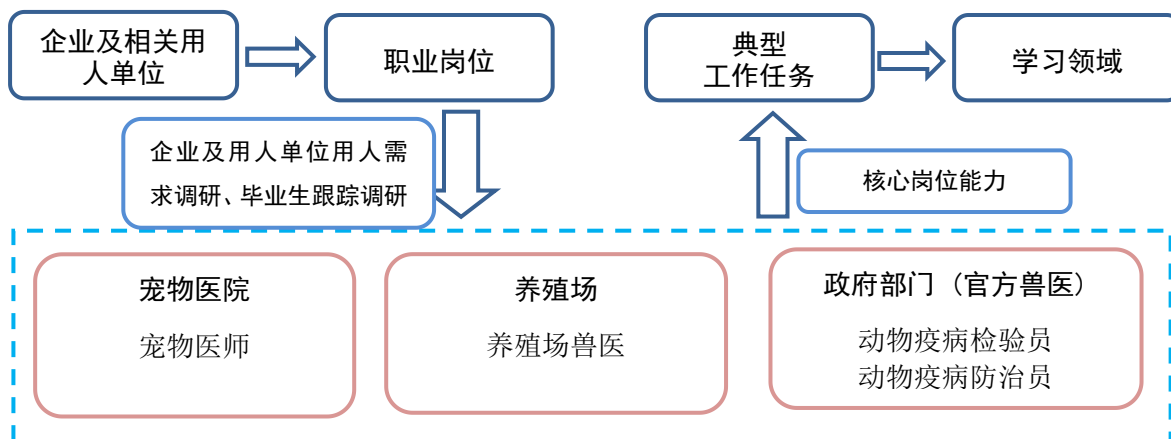 企业及相关用
人单位
职业岗位
典型
工作任务
学习领域
企业及用人单位用人需
求调研、毕业生跟踪调研
核心岗位能力
宠物医院
宠物医师
养殖场
养殖场兽医
政府部门（官方兽医）
动物疫病检验员
动物疫病防治员